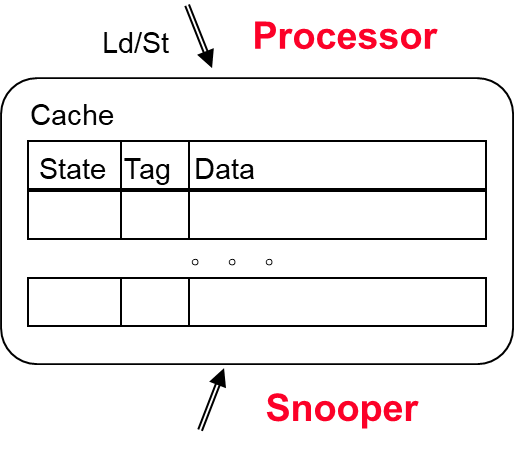 Ld/St Processor
Cache
State Tag Data
Snooper